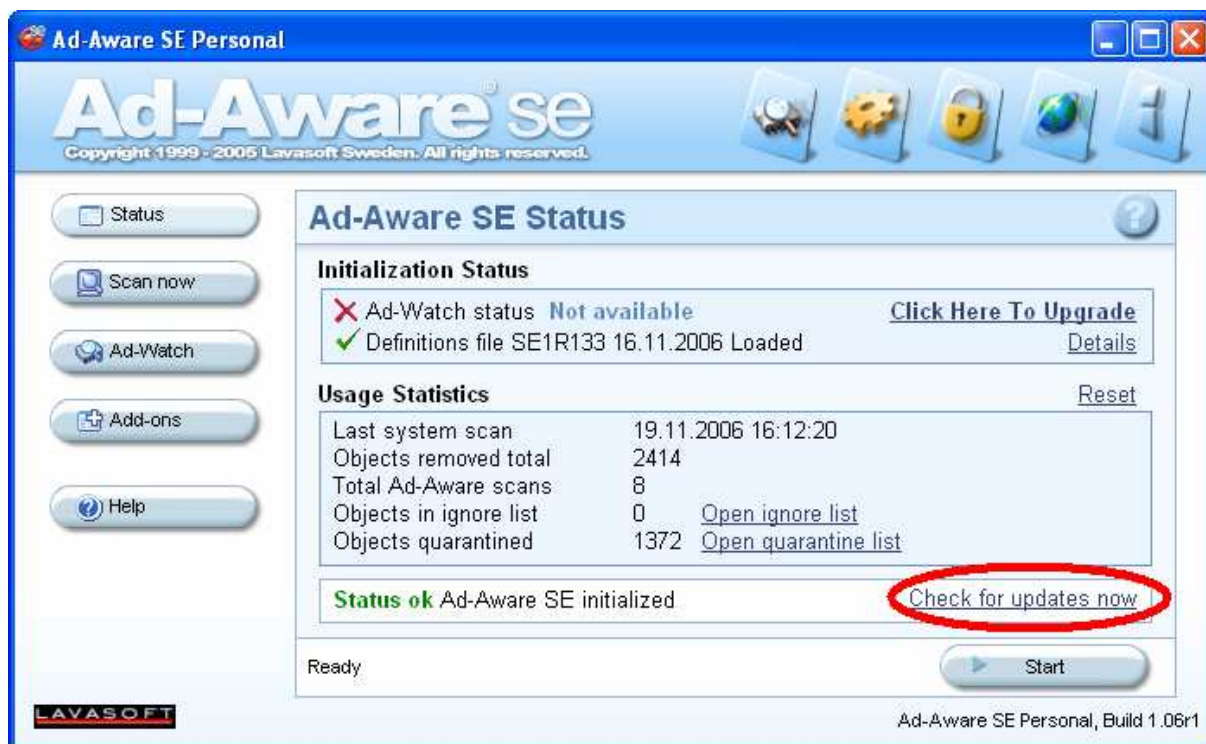 Ad-Aware SE Personal
Ad-Aware® SE
Copyright 1999 - 2005 Lavasoft Sweden. All rights reserved.
Status
Scan now
Ad-Watch
Add-ons
Help
Ad-Aware SE Status
Initialization Status
Ad-Watch status Not available Click Here To Upgrade
Definitions file SE1R133 16.11.2006 Loaded Details
Usage Statistics Reset
Last system scan 19.11.2006 16:12:20
Objects removed total 2414
Total Ad-Aware scans 8
Objects in ignore list 0 Open ignore list
Objects quarantined 1372 Open quarantine list
Status ok Ad-Aware SE initialized Check for updates now
Ready Start
LAVASOFT
Ad-Aware SE Personal, Build 1.06r1